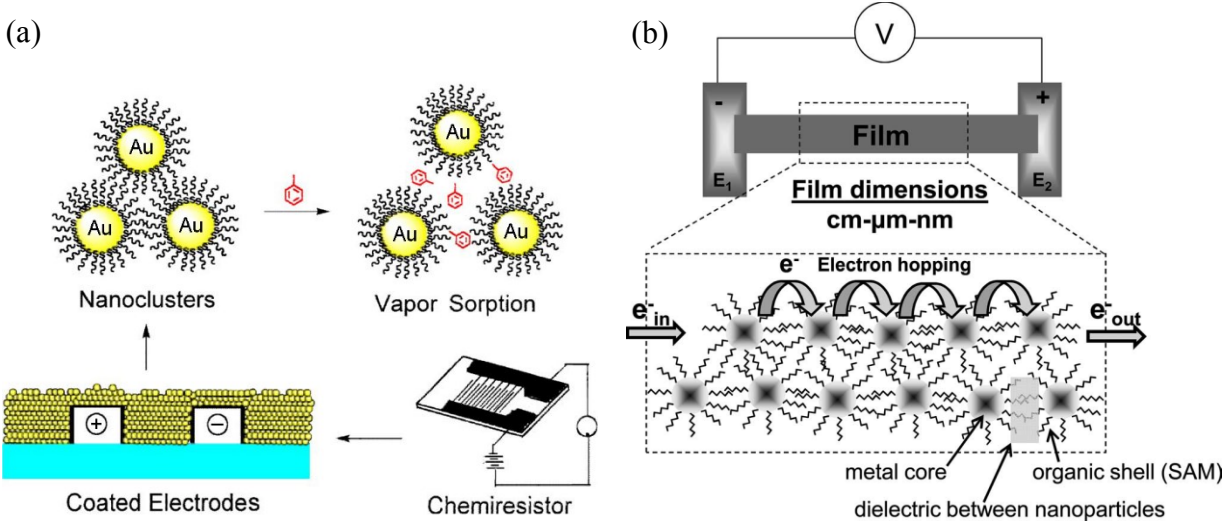 (a)
Au
Au
Au
Nanoclusters
Au
Au
Au
Vapor Sorption
+
−
Coated Electrodes
Chemiresistor
(b)
V
-
+
E1
Film
E2
Film dimensions
cm-µm-nm
e- Electron hopping
e-in
e-out
metal core
organic shell (SAM)
dielectric between nanoparticles